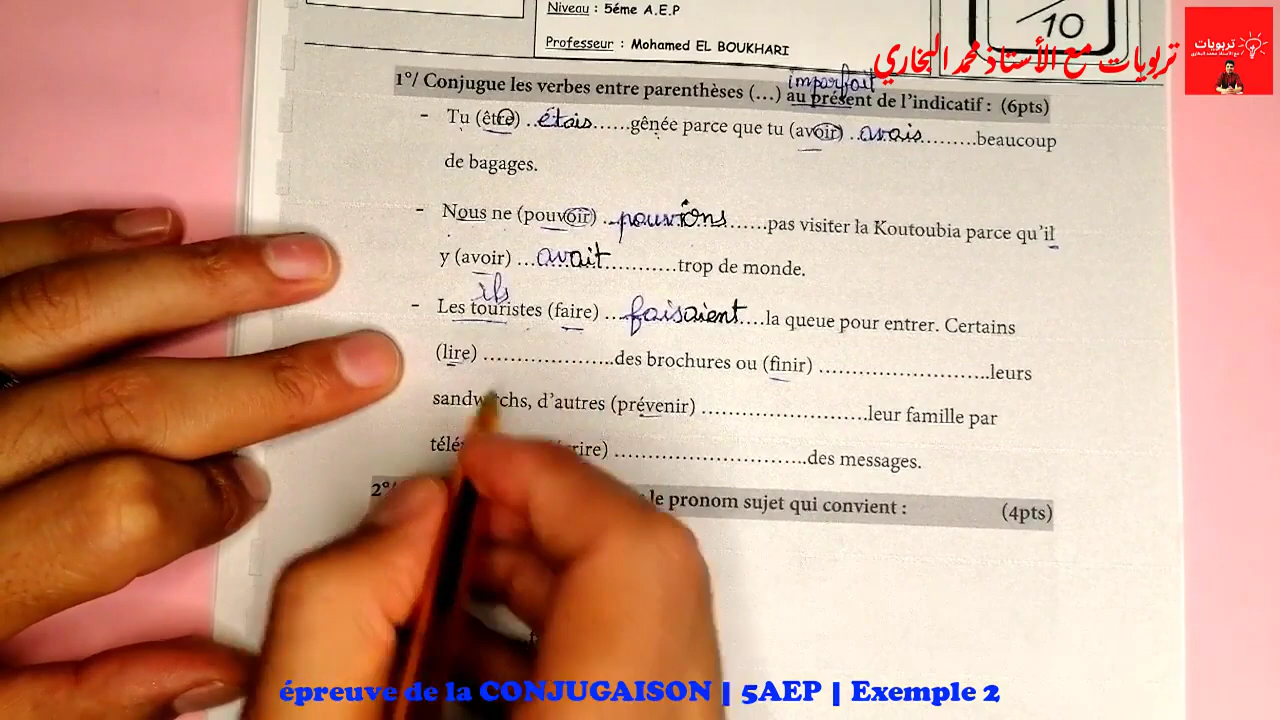 Niveau : 5éme A.E.P
10
Professeur : Mohamed EL BOUKHARI
تربويات
تربويات مع الأستاذ محمد البخاري
imparfait
1°/ Conjugue les verbes entre parenthèses (...) au présent de l'indicatif : (6pts)
- Tu (être) ..étais......gênée parce que tu (avoir) ..avais..........beaucoup
de bagages.
- Nous ne (pouvoir) ..pouvions.......pas visiter la Koutoubia parce qu'il
y (avoir) ...avait............trop de monde.
ils
- Les touristes (faire) ...faisaient....la queue pour entrer. Certains
(lire) ....................des brochures ou (finir) ..........................leurs
sandwichs, d'autres (prévenir) .........................leur famille par
..............................des messages.
2°/ le pronom sujet qui convient : (4pts)
épreuve de la CONJUGAISON | 5AEP | Exemple 2